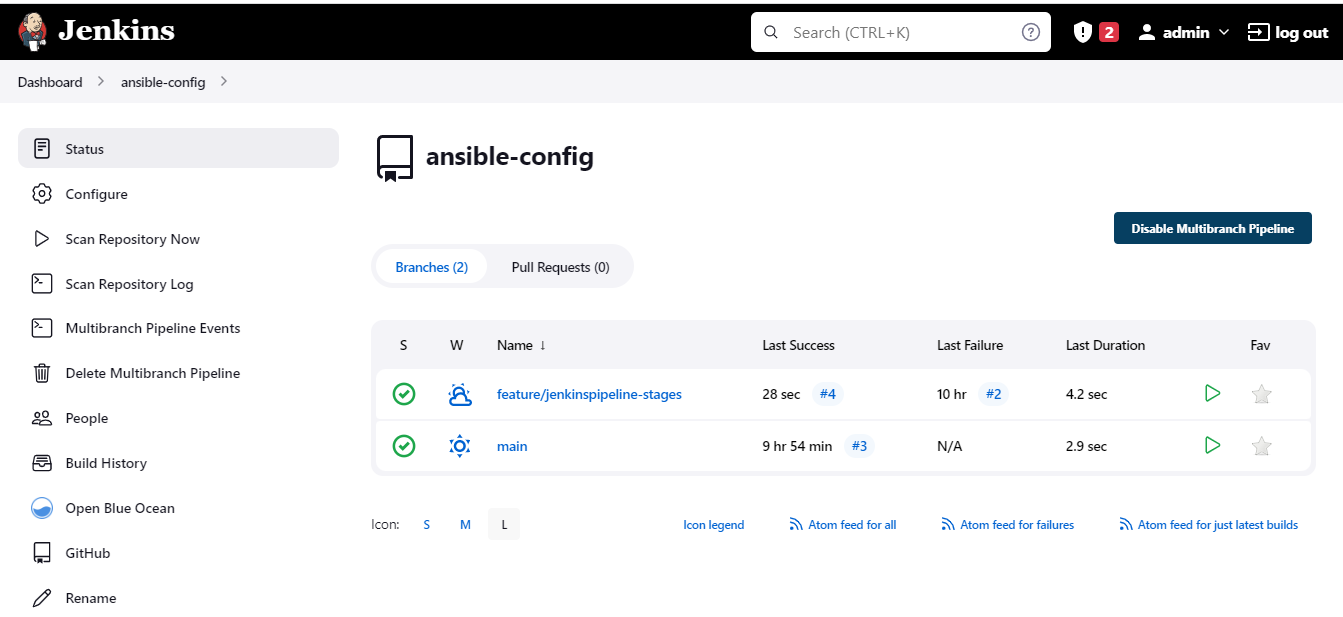 Jenkins
Search (CTRL+K)
2
admin
log out
Dashboard
ansible-config
Status
Configure
Scan Repository Now
Scan Repository Log
Multibranch Pipeline Events
Delete Multibranch Pipeline
People
Build History
Open Blue Ocean
GitHub
Rename
ansible-config
Disable Multibranch Pipeline
Branches (2) Pull Requests (0)
S W Name ↓ Last Success Last Failure Last Duration Fav
feature/jenkinspipeline-stages 28 sec #4 10 hr #2 4.2 sec
main 9 hr 54 min #3 N/A 2.9 sec
Icon: S M L Icon legend Atom feed for all Atom feed for failures Atom feed for just latest builds